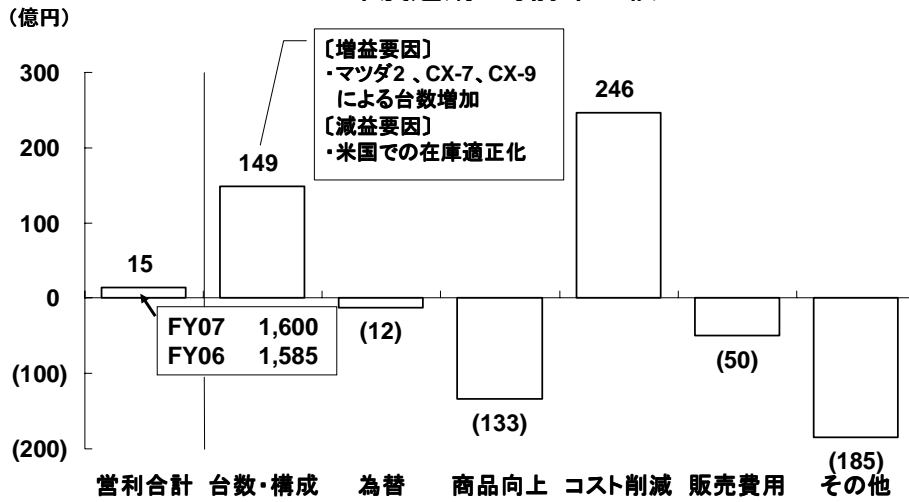 (億円)
〔増益要因〕
・マツダ2 、CX-7、CX-9
による台数増加
〔減益要因〕
・米国での在庫適正化
300
200
100
0
(100)
(200)
15
149
(12)
(133)
246
(50)
(185)
FY07 1,600
FY06 1,585
営利合計 台数・構成 為替 商品向上 コスト削減 販売費用 その他